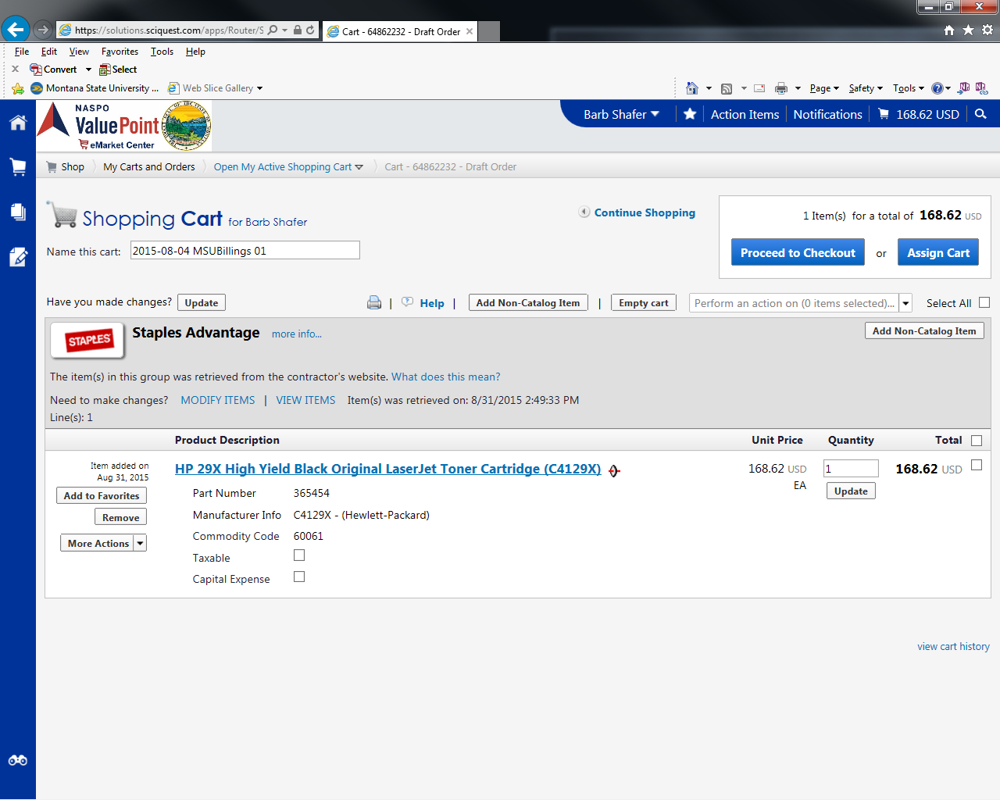 https://solutions.sciquest.com/apps/Router/S
Cart - 64862232 - Draft Order
File Edit View Favorites Tools Help
Convert Select
Montana State University ... Web Slice Gallery
Page Safety Tools
NASPO
ValuePoint
eMarket Center
Barb Shafer Action Items Notifications 168.62 USD
Shop My Carts and Orders Open My Active Shopping Cart Cart - 64862232 - Draft Order
Shopping Cart for Barb Shafer
Continue Shopping
1 Item(s) for a total of 168.62 USD
Name this cart: 2015-08-04 MSUBillings 01
Proceed to Checkout or Assign Cart
Have you made changes? Update | Help | Add Non-Catalog Item | Empty cart Perform an action on (0 items selected)... Select All
STAPLES
Staples Advantage more info...
Add Non-Catalog Item
The item(s) in this group was retrieved from the contractor's website. What does this mean?
Need to make changes? MODIFY ITEMS | VIEW ITEMS Item(s) was retrieved on: 8/31/2015 2:49:33 PM
Line(s): 1
Product Description Unit Price Quantity Total
Item added on
Aug 31, 2015
HP 29X High Yield Black Original LaserJet Toner Cartridge (C4129X)
168.62 USD 1 168.62 USD
EA
Update
Add to Favorites
Remove
More Actions
Part Number 365454
Manufacturer Info C4129X - (Hewlett-Packard)
Commodity Code 60061
Taxable
Capital Expense
view cart history